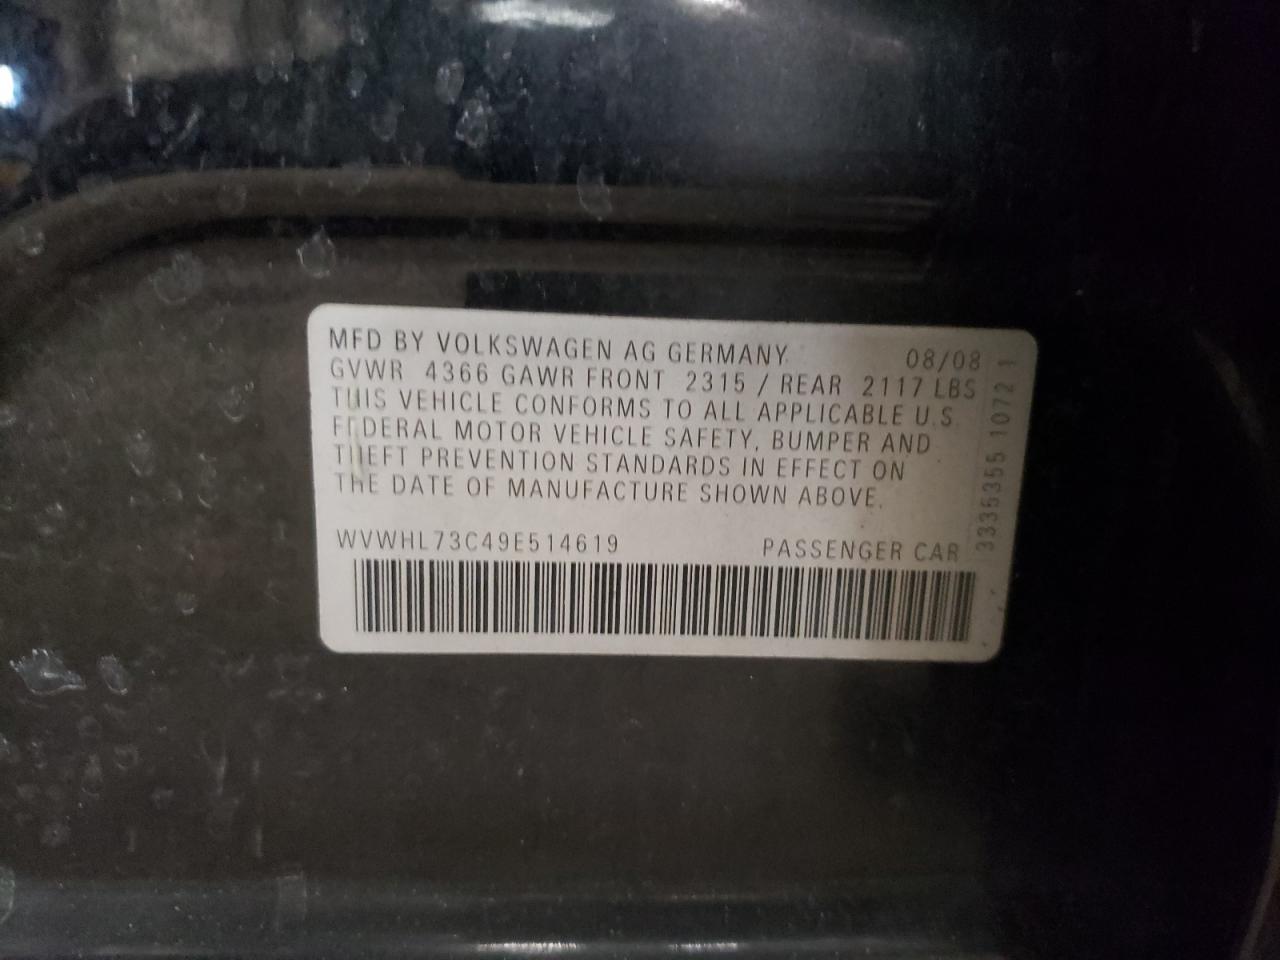 MFD BY VOLKSWAGEN AG GERMANY. 08/08
GVWR 4366 GAWR FRONT 2315 / REAR 2117 LBS
THIS VEHICLE CONFORMS TO ALL APPLICABLE U.S.
FEDERAL MOTOR VEHICLE SAFETY, BUMPER AND
THEFT PREVENTION STANDARDS IN EFFECT ON
THE DATE OF MANUFACTURE SHOWN ABOVE.
WVWHL73C49E514619 PASSENGER CAR
3335355 1072 1